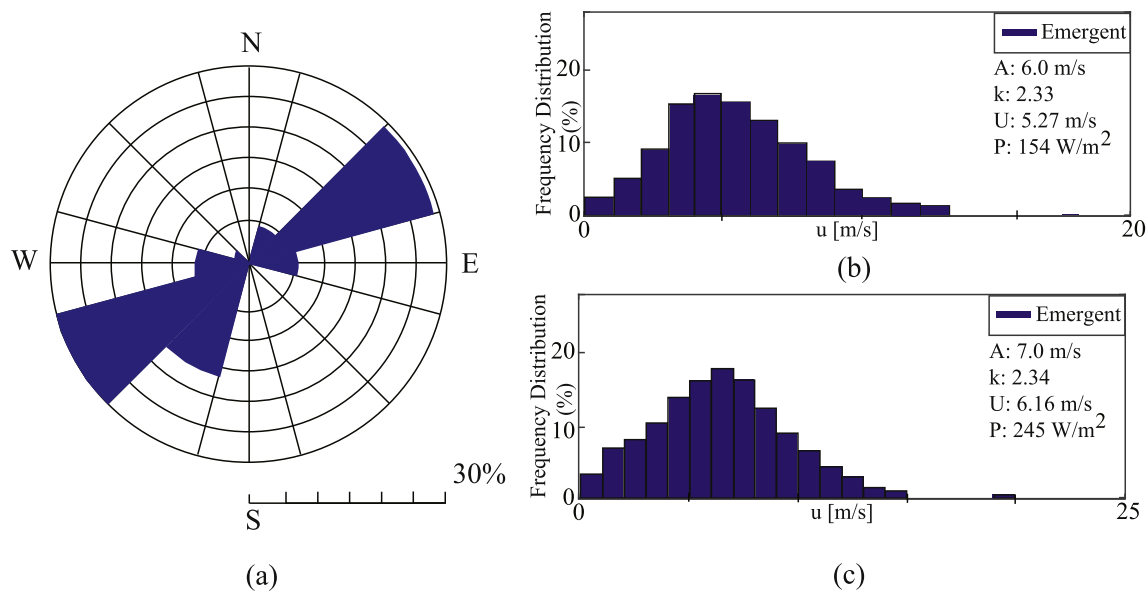 N
W
E
S
30%
(a)
Frequency Distribution
(%)
20
10
0
Emergent
A: 6.0 m/s
k: 2.33
U: 5.27 m/s
P: 154 W/m2
0
u [m/s]
20
(b)
Frequency Distribution
(%)
20
10
0
Emergent
A: 7.0 m/s
k: 2.34
U: 6.16 m/s
P: 245 W/m2
0
u [m/s]
25
(c)